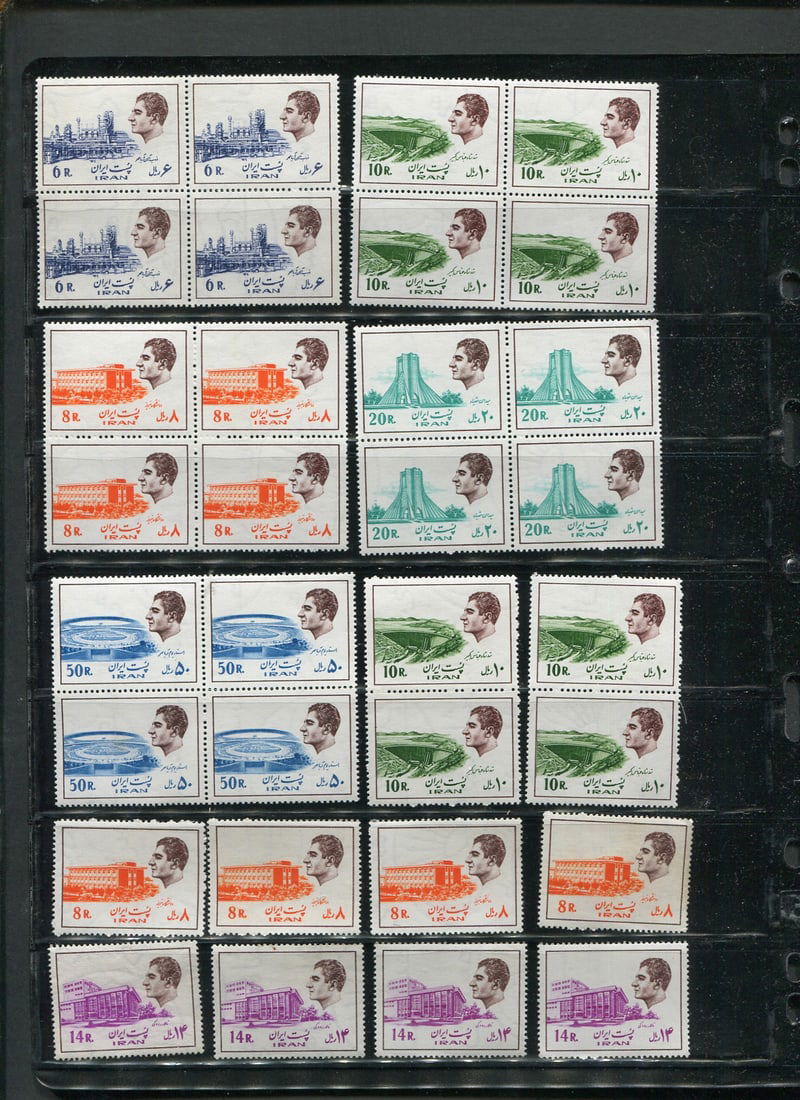 6 R. پست ایران ۶ ریال
IRAN
6 R. پست ایران ۶ ریال
IRAN
10 R. پست ایران ۱۰ ریال
IRAN
10 R. پست ایران ۱۰ ریال
IRAN
6 R. پست ایران ۶ ریال
IRAN
6 R. پست ایران ۶ ریال
IRAN
10 R. پست ایران ۱۰ ریال
IRAN
10 R. پست ایران ۱۰ ریال
IRAN
8 R. پست ایران ۸ ریال
IRAN
8 R. پست ایران ۸ ریال
IRAN
20 R. پست ایران ۲۰ ریال
IRAN
20 R. پست ایران ۲۰ ریال
IRAN
8 R. پست ایران ۸ ریال
IRAN
8 R. پست ایران ۸ ریال
IRAN
20 R. پست ایران ۲۰ ریال
IRAN
20 R. پست ایران ۲۰ ریال
IRAN
50 R. پست ایران ۵۰ ریال
IRAN
50 R. پست ایران ۵۰ ریال
IRAN
10 R. پست ایران ۱۰ ریال
IRAN
10 R. پست ایران ۱۰ ریال
IRAN
50 R. پست ایران ۵۰ ریال
IRAN
50 R. پست ایران ۵۰ ریال
IRAN
10 R. پست ایران ۱۰ ریال
IRAN
10 R. پست ایران ۱۰ ریال
IRAN
8 R. پست ایران ۸ ریال
IRAN
8 R. پست ایران ۸ ریال
IRAN
8 R. پست ایران ۸ ریال
IRAN
8 R. پست ایران ۸ ریال
IRAN
14 R. پست ایران ۱۴ ریال
IRAN
14 R. پست ایران ۱۴ ریال
IRAN
14 R. پست ایران ۱۴ ریال
IRAN
14 R. پست ایران ۱۴ ریال
IRAN